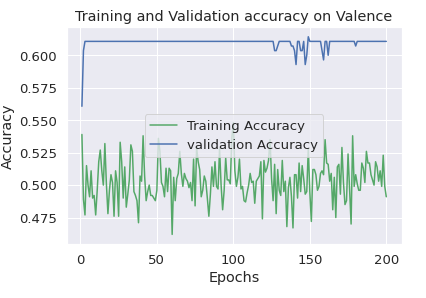 Training and Validation accuracy on Valence
0.600
0.575
0.550
0.525
0.500
0.475
Accuracy
Training Accuracy
validation Accuracy
0
50
100
150
200
Epochs